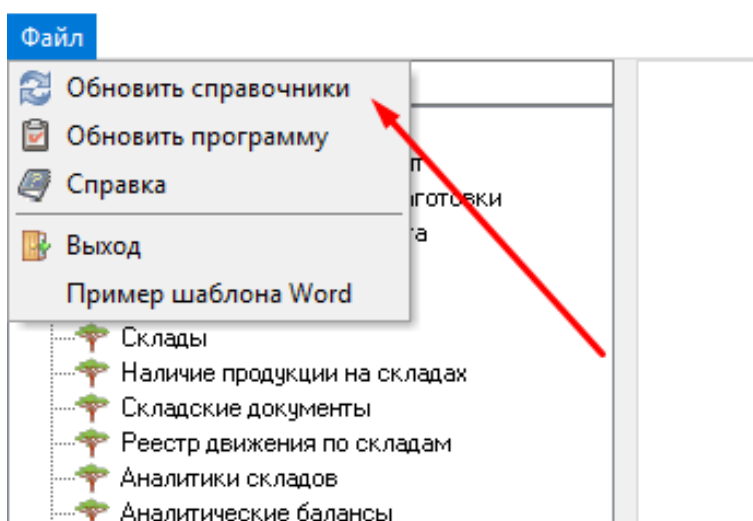 Файл
Обновить справочники
Обновить программу
Справка
Выход
Пример шаблона Word
Склады
Наличие продукции на складах
Складские документы
Реестр движения по складам
Аналитики складов
Аналитические балансы